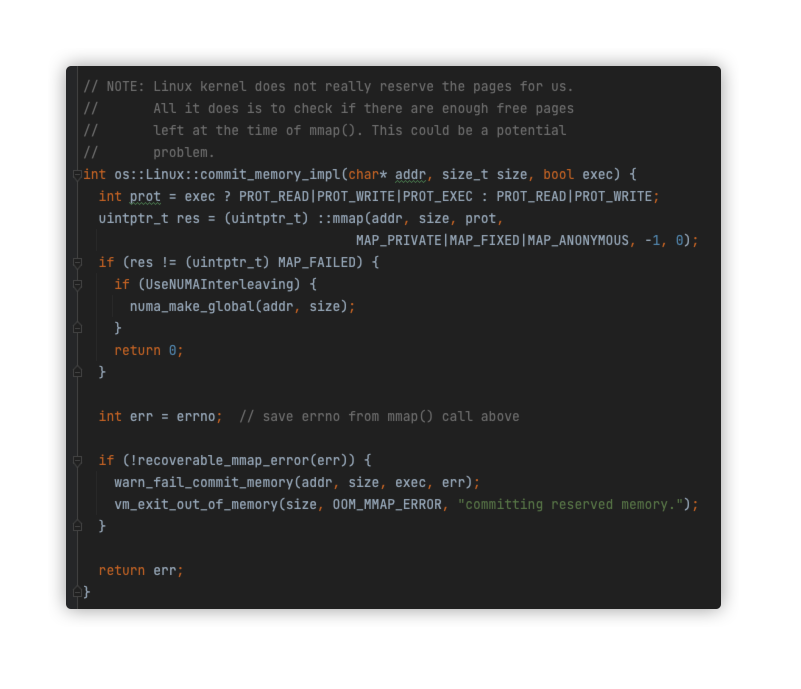 // NOTE: Linux kernel does not really reserve the pages for us.
//       All it does is to check if there are enough free pages
//       left at the time of mmap(). This could be a potential
//       problem.
int os::Linux::commit_memory_impl(char* addr, size_t size, bool exec) {
  int prot = exec ? PROT_READ|PROT_WRITE|PROT_EXEC : PROT_READ|PROT_WRITE;
  uintptr_t res = (uintptr_t) ::mmap(addr, size, prot,
                                   MAP_PRIVATE|MAP_FIXED|MAP_ANONYMOUS, -1, 0);
  if (res != (uintptr_t) MAP_FAILED) {
    if (UseNUMAInterleaving) {
      numa_make_global(addr, size);
    }
    return 0;
  }

  int err = errno;  // save errno from mmap() call above

  if (!recoverable_mmap_error(err)) {
    warn_fail_commit_memory(addr, size, exec, err);
    vm_exit_out_of_memory(size, OOM_MMAP_ERROR, "committing reserved memory.");
  }

  return err;
}